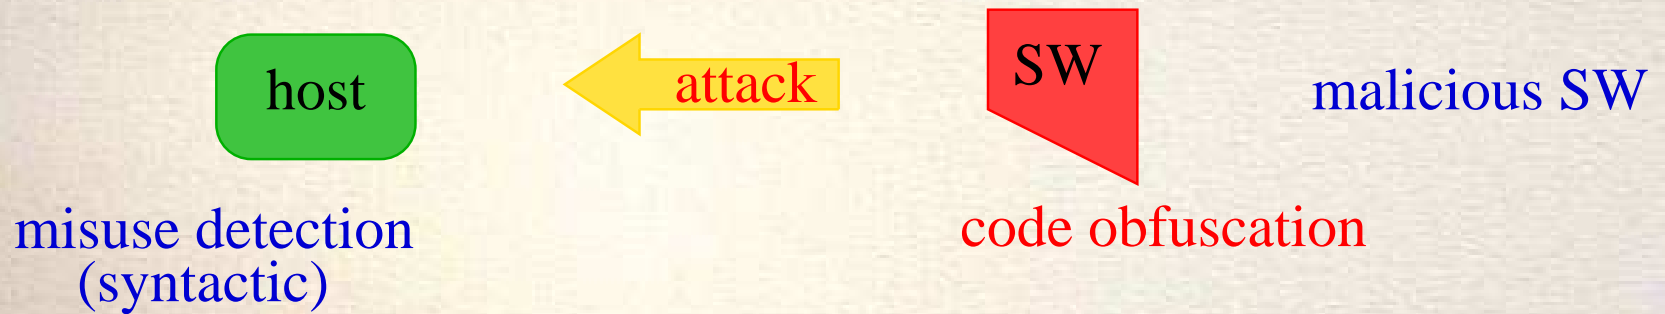 host
attack
SW
malicious SW
misuse detection
(syntactic)
code obfuscation